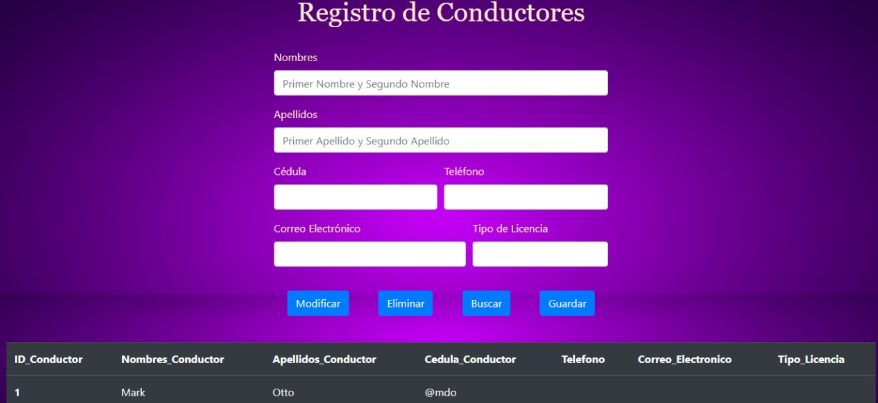 Registro de Conductores
Nombres
Primer Nombre y Segundo Nombre
Apellidos
Primer Apellido y Segundo Apellido
Cédula Teléfono
Correo Electrónico Tipo de Licencia
Modificar Eliminar Buscar Guardar
ID_Conductor Nombres_Conductor Apellidos_Conductor Cedula_Conductor Telefono Correo_Electronico Tipo_Licencia
1 Mark Otto @mdo